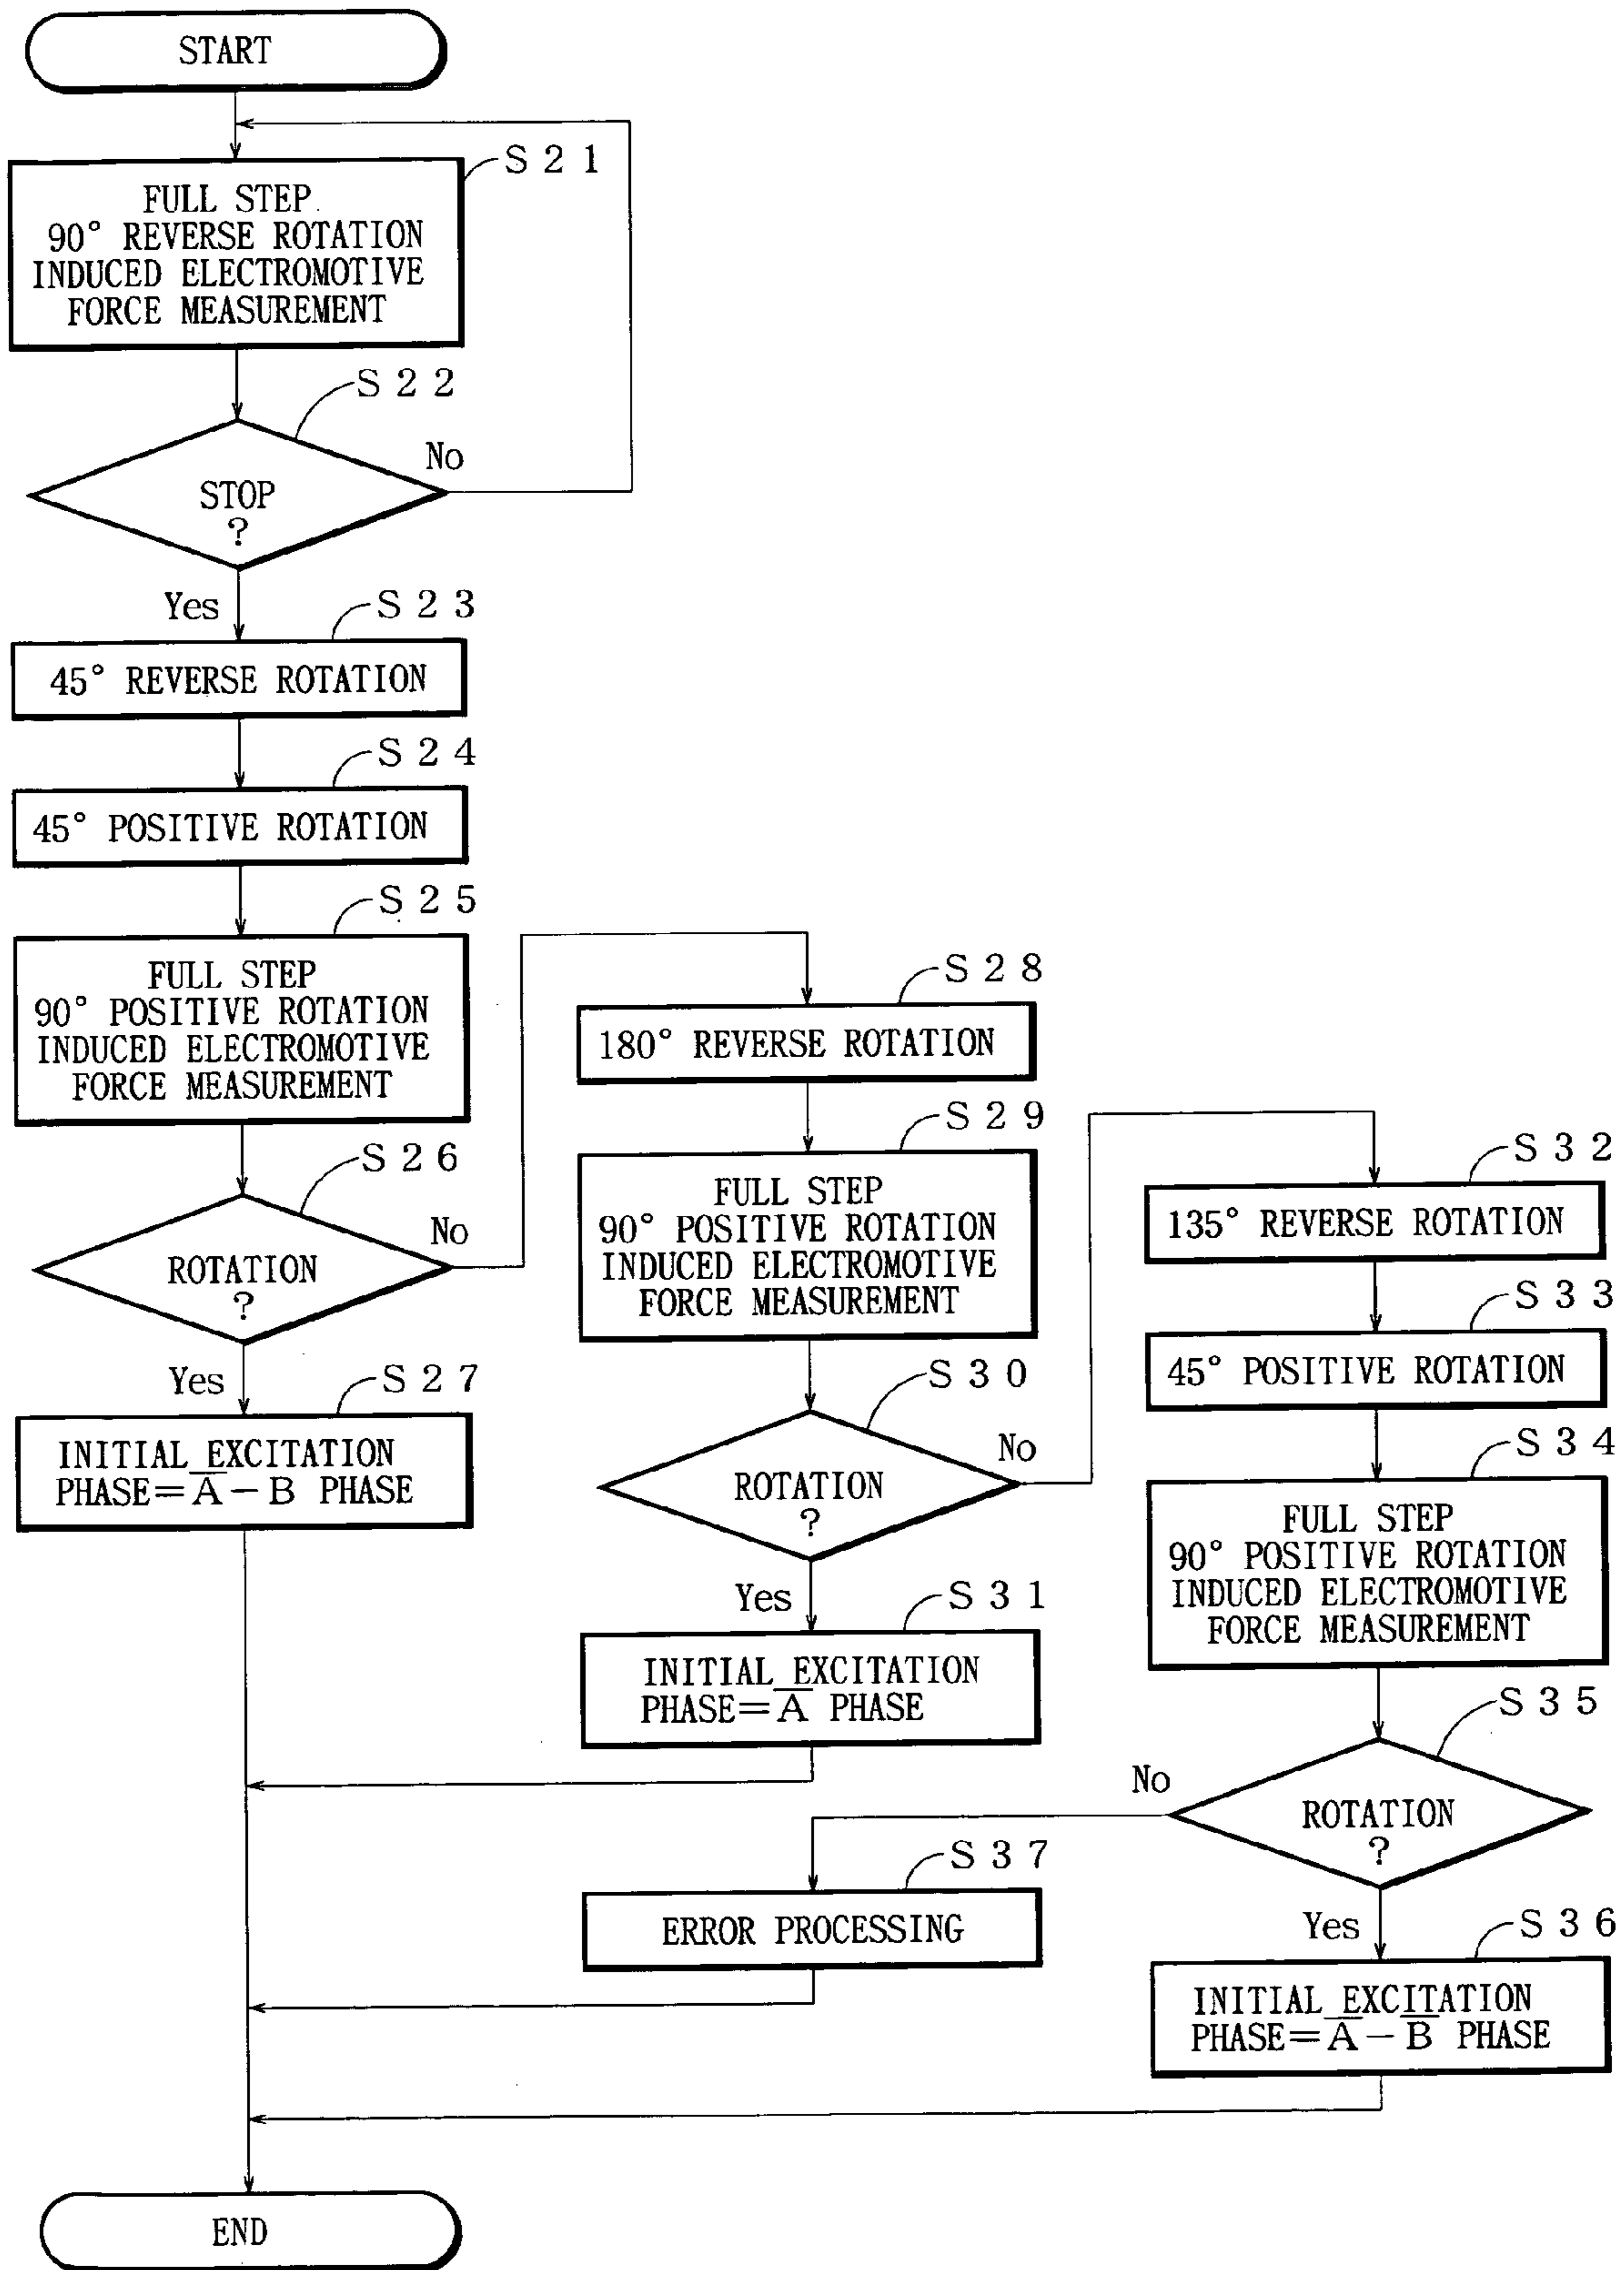 START
S21
FULL STEP
90° REVERSE ROTATION
INDUCED ELECTROMOTIVE
FORCE MEASUREMENT
S22
STOP
?
No
Yes
S23
45° REVERSE ROTATION
S24
45° POSITIVE ROTATION
S25
FULL STEP
90° POSITIVE ROTATION
INDUCED ELECTROMOTIVE
FORCE MEASUREMENT
S26
ROTATION
?
No
Yes
S27
INITIAL EXCITATION
PHASE=A̅−B PHASE
S28
180° REVERSE ROTATION
S29
FULL STEP
90° POSITIVE ROTATION
INDUCED ELECTROMOTIVE
FORCE MEASUREMENT
S30
ROTATION
?
No
Yes
S31
INITIAL EXCITATION
PHASE=A̅ PHASE
S32
135° REVERSE ROTATION
S33
45° POSITIVE ROTATION
S34
FULL STEP
90° POSITIVE ROTATION
INDUCED ELECTROMOTIVE
FORCE MEASUREMENT
S35
ROTATION
?
No
Yes
S37
ERROR PROCESSING
S36
INITIAL EXCITATION
PHASE=A̅−B̅ PHASE
END